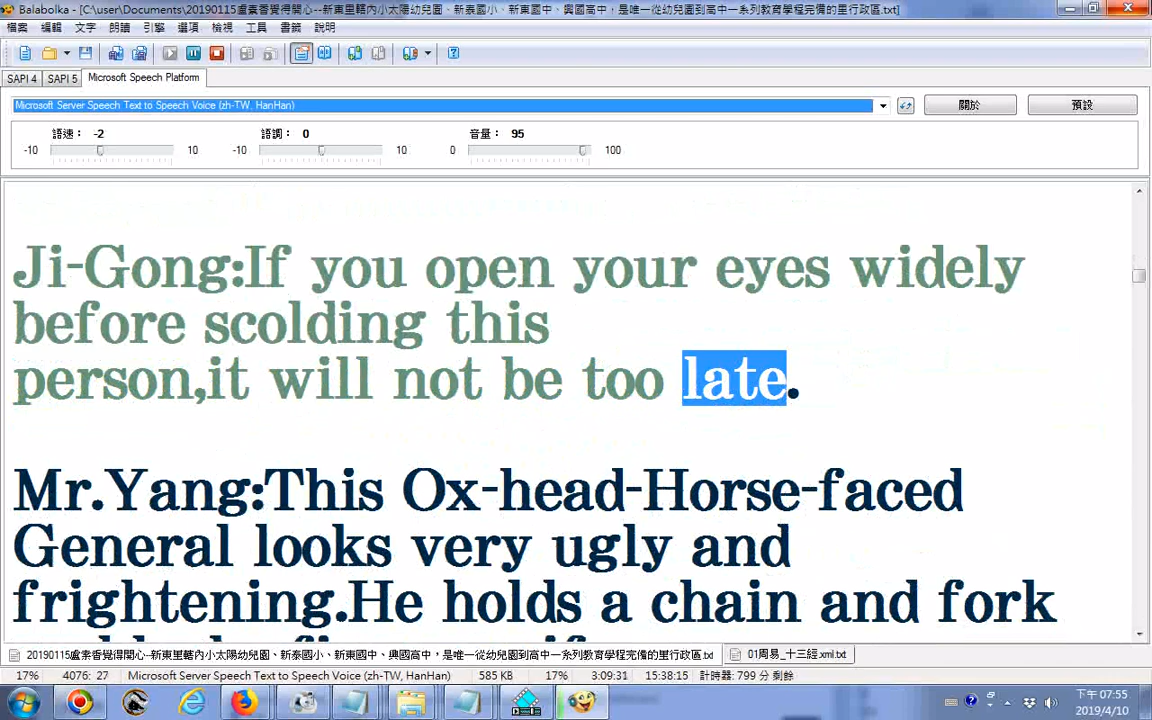 Balabolka - [C:\user\Documents\20190115盧素香覺得開心--新東里轄內小太陽幼兒園、新泰國小、新東國中、興國高中，是唯一從幼兒園到高中一系列教育學程完備的里行政區.txt]
檔案 編輯 文字 朗讀 引擎 選項 檢視 工具 書籤 說明
SAPI 4 SAPI 5 Microsoft Speech Platform
Microsoft Server Speech Text to Speech Voice (zh-TW, HanHan)
關於 預設
語速： -2 語調： 0 音量： 95
-10 10 -10 10 0 100
Ji-Gong:If you open your eyes widely
before scolding this
person,it will not be too late.
Mr.Yang:This Ox-head-Horse-faced
General looks very ugly and
frightening.He holds a chain and fork
20190115盧素香覺得開心--新東里轄內小太陽幼兒園、新泰國小、新東國中、興國高中，是唯一從幼兒園到高中一系列教育學程完備的里行政區.txt 01周易_十三經.xml.txt
17% 4076: 27 Microsoft Server Speech Text to Speech Voice (zh-TW, HanHan) 585 KB 17% 3:09:31 15:38:15 計時器: 799 分 剩餘
下午 07:55
2019/4/10